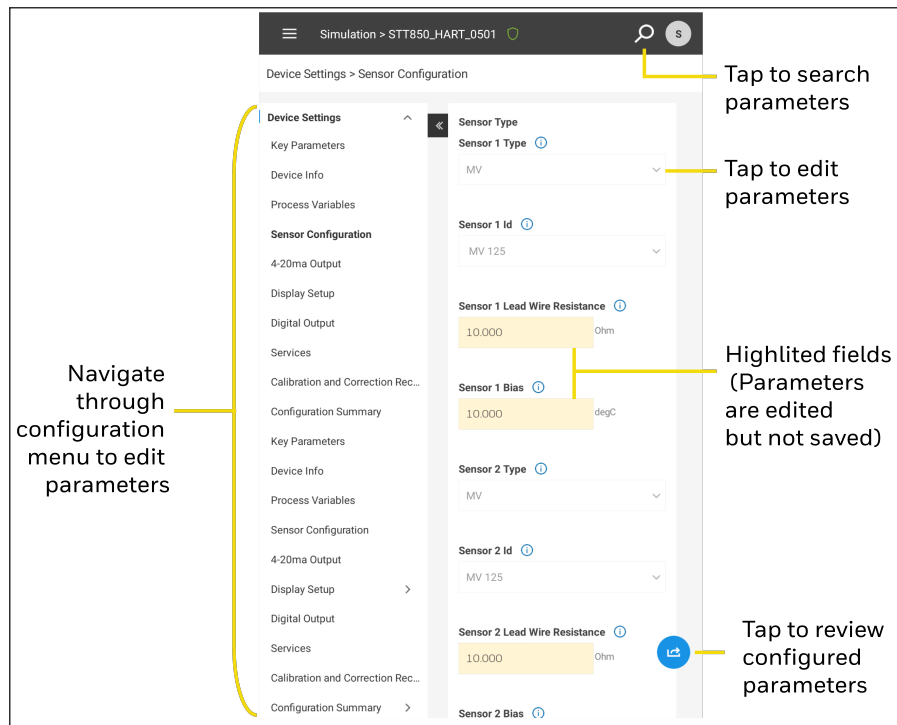 Simulation > STT850_HART_0501
S
Device Settings > Sensor Configuration
Device Settings
Key Parameters
Device Info
Process Variables
Sensor Configuration
4-20ma Output
Display Setup
Digital Output
Services
Calibration and Correction Rec...
Configuration Summary
Key Parameters
Device Info
Process Variables
Sensor Configuration
4-20ma Output
Display Setup
Digital Output
Services
Calibration and Correction Rec...
Configuration Summary
Sensor Type
Sensor 1 Type
MV
Sensor 1 Id
MV 125
Sensor 1 Lead Wire Resistance
10.000 Ohm
Sensor 1 Bias
10.000 degC
Sensor 2 Type
MV
Sensor 2 Id
MV 125
Sensor 2 Lead Wire Resistance
10.000 Ohm
Sensor 2 Bias
Navigate
through
configuration
menu to edit
parameters
Tap to search
parameters
Tap to edit
parameters
Highlited fields
(Parameters
are edited
but not saved)
Tap to review
configured
parameters